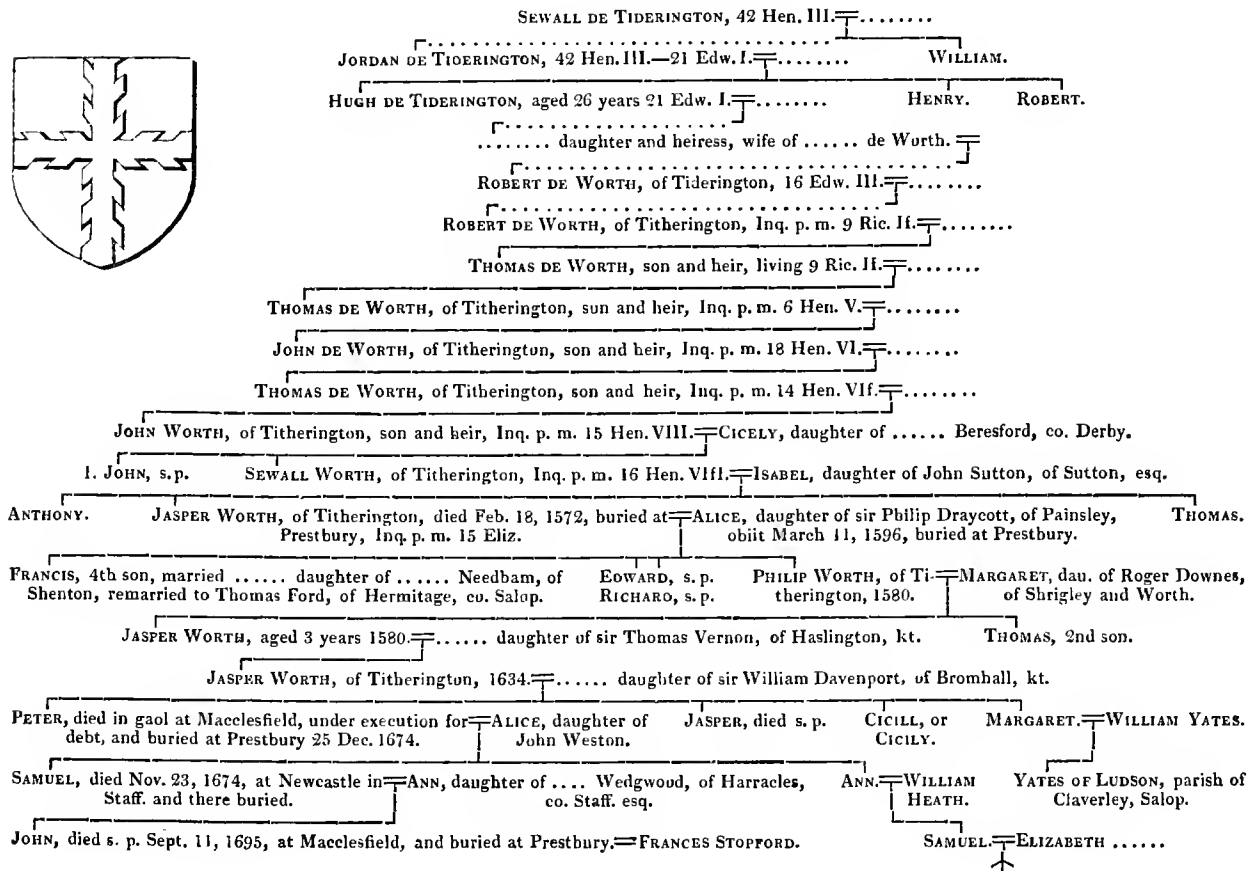 SEWALL DE TIDERINGTON, 42 Hen. III.╤........
JORDAN DE TIDERINGTON, 42 Hen. III.—21 Edw. I.╤........ WILLIAM.
HUGH DE TIDERINGTON, aged 26 years 21 Edw. I.╤........ HENRY. ROBERT.
........ daughter and heiress, wife of ...... de Worth.╤
ROBERT DE WORTH, of Tiderington, 16 Edw. III.╤........
ROBERT DE WORTH, of Titherington, Inq. p. m. 9 Ric. II.╤........
THOMAS DE WORTH, son and heir, living 9 Ric. II.╤........
THOMAS DE WORTH, of Titherington, sun and heir, Inq. p. m. 6 Hen. V.╤........
JOHN DE WORTH, of Titherington, son and heir, Inq. p. m. 18 Hen. VI.╤........
THOMAS DE WORTH, of Titherington, son and heir, Inq. p. m. 14 Hen. VII.╤........
JOHN WORTH, of Titherington, son and heir, Inq. p. m. 15 Hen. VIII.╤CICELY, daughter of ...... Beresford, co. Derby.
1. JOHN, s.p. SEWALL WORTH, of Titherington, Inq. p. m. 16 Hen. VIII.╤ISABEL, daughter of John Sutton, of Sutton, esq.
ANTHONY. JASPER WORTH, of Titherington, died Feb. 18, 1572, buried at╤ALICE, daughter of sir Philip Draycott, of Painsley, THOMAS.
Prestbury, Inq. p. m. 15 Eliz. obiit March 11, 1596, buried at Prestbury.
FRANCIS, 4th son, married ...... daughter of ...... Needham, of EDWARD, s. p. PHILIP WORTH, of Ti-╤MARGARET, dau. of Roger Downes,
Shenton, remarried to Thomas Ford, of Hermitage, co. Salop. RICHARD, s. p. therington, 1580. of Shrigley and Worth.
JASPER WORTH, aged 3 years 1580.╤...... daughter of sir Thomas Vernon, of Haslington, kt. THOMAS, 2nd son.
JASPER WORTH, of Titherington, 1634.╤...... daughter of sir William Davenport, of Bromhall, kt.
PETER, died in gaol at Macclesfield, under execution for╤ALICE, daughter of JASPER, died s. p. CICILL, or MARGARET.╤WILLIAM YATES.
debt, and buried at Prestbury 25 Dec. 1674. John Weston. CICILY.
SAMUEL, died Nov. 23, 1674, at Newcastle in╤ANN, daughter of .... Wedgwood, of Harracles, ANN.╤WILLIAM YATES OF LUDSON, parish of
Staff. and there buried. co. Staff. esq. HEATH. Claverley, Salop.
JOHN, died s. p. Sept. 11, 1695, at Macclesfield, and buried at Prestbury.=FRANCES STOPFORD. SAMUEL.╤ELIZABETH ......